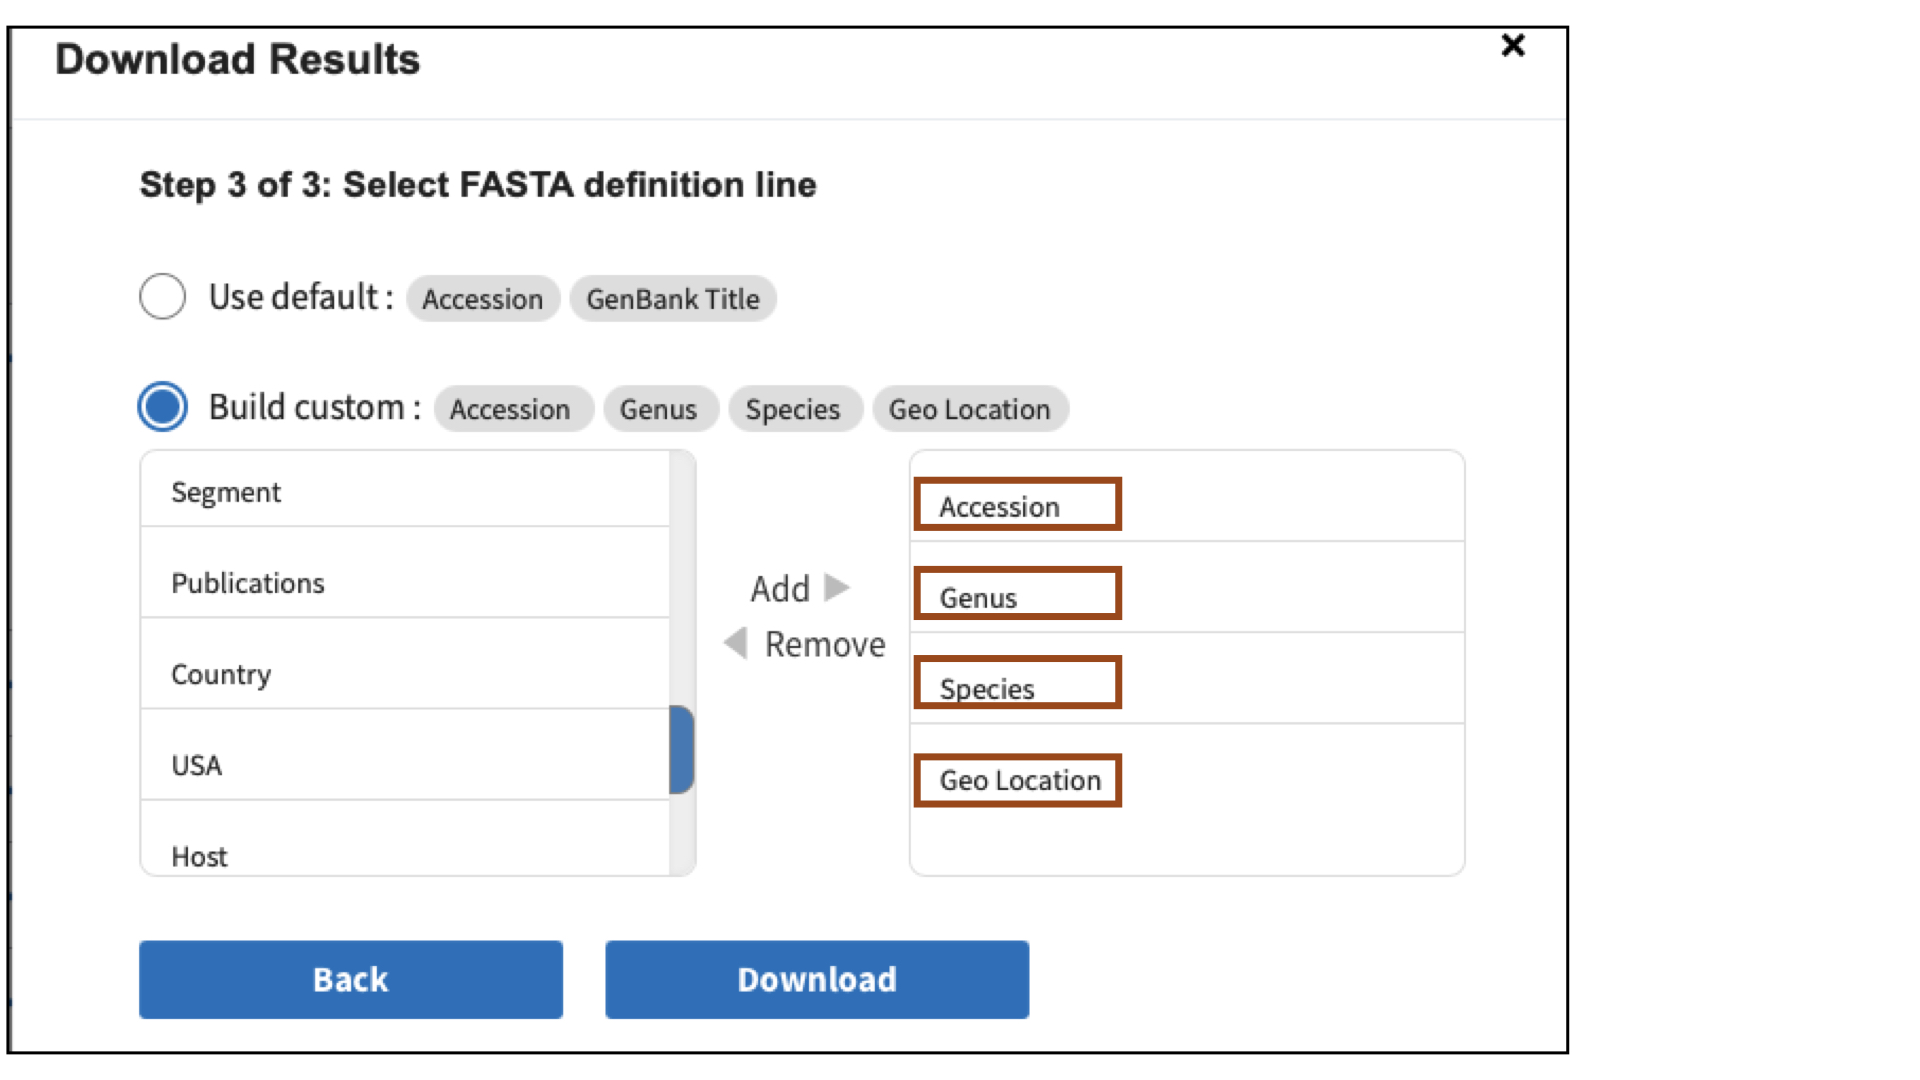 Download Results
Step 3 of 3: Select FASTA definition line
Use default : Accession GenBank Title
Build custom : Accession Genus Species Geo Location
Segment
Publications
Country
USA
Host
Add
Remove
Accession
Genus
Species
Geo Location
Back
Download